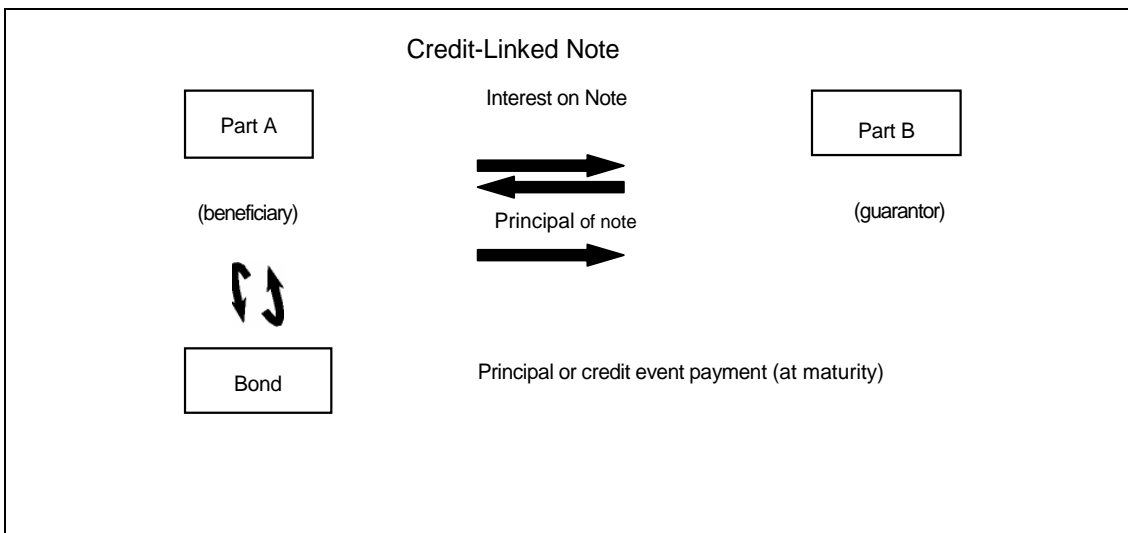 Credit-Linked Note
Interest on Note
Part A
Part B
(beneficiary)
(guarantor)
Principal of note
Bond
Principal or credit event payment (at maturity)